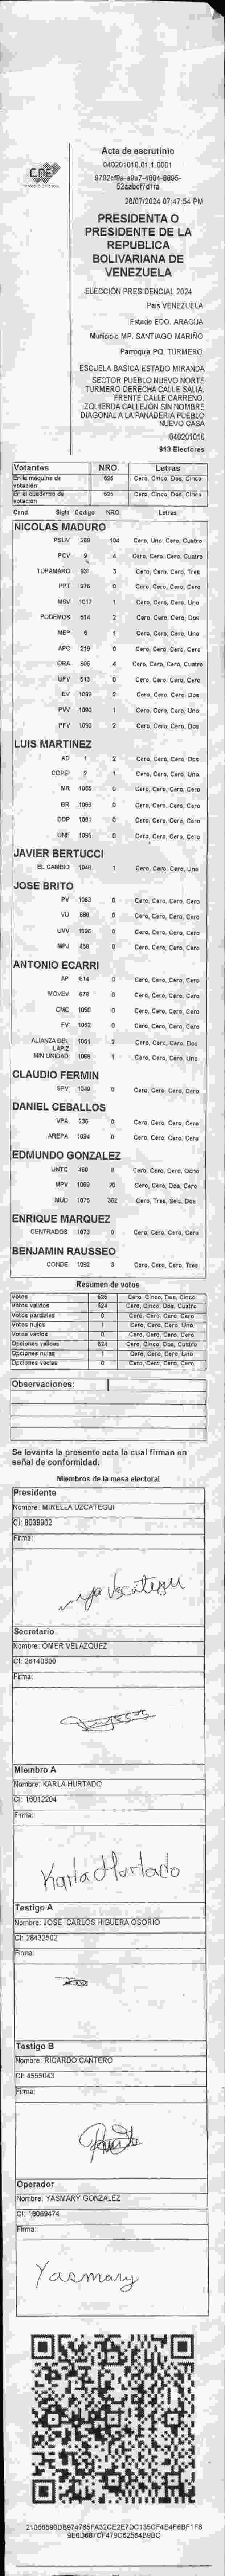 CNE
Acta de escrutinio
040201010.01.1.0001
28/07/2024 07:47:54 PM
PRESIDENTA O
PRESIDENTE DE LA
REPUBLICA
BOLIVARIANA DE
VENEZUELA
ELECCIÓN PRESIDENCIAL 2024
País VENEZUELA
Estado EDO. ARAGUA
Municipio MP. SANTIAGO MARIÑO
Parroquia PQ. TURMERO
ESCUELA BASICA ESTADO MIRANDA
SECTOR PUEBLO NUEVO NORTE
TURMERO DERECHA CALLE SALIA.
FRENTE CALLE CARREÑO.
IZQUIERDA CALLEJON SIN NOMBRE
DIAGONAL A LA PANADERIA PUEBLO
NUEVO CASA
040201010
913 Electores
Votantes NRO. Letras
En la máquina de votación 525 Cero, Cinco, Dos, Cinco
En el cuaderno de votación 525 Cero, Cinco, Dos, Cinco
Cand. Sigla Código NRO. Letras
NICOLAS MADURO
PSUV 269 104 Cero, Uno, Cero, Cuatro
PCV 9 4 Cero, Cero, Cero, Cuatro
TUPAMARO 931 3 Cero, Cero, Cero, Tres
PPT 276 0 Cero, Cero, Cero, Cero
MSV 1017 1 Cero, Cero, Cero, Uno
PODEMOS 614 2 Cero, Cero, Cero, Dos
MEP 6 1 Cero, Cero, Cero, Uno
APC 219 0 Cero, Cero, Cero, Cero
ORA 806 4 Cero, Cero, Cero, Cuatro
UPV 613 0 Cero, Cero, Cero, Cero
EV 1089 2 Cero, Cero, Cero, Dos
PVV 1090 1 Cero, Cero, Cero, Uno
PFV 1093 2 Cero, Cero, Cero, Dos
LUIS MARTINEZ
AD 1 2 Cero, Cero, Cero, Dos
COPEI 2 1 Cero, Cero, Cero, Uno
MR 1065 0 Cero, Cero, Cero, Cero
BR 1066 0 Cero, Cero, Cero, Cero
DDP 1091 0 Cero, Cero, Cero, Cero
UNE 1095 0 Cero, Cero, Cero, Cero
JAVIER BERTUCCI
EL CAMBIO 1048 1 Cero, Cero, Cero, Uno
JOSE BRITO
PV 1063 0 Cero, Cero, Cero, Cero
VU 868 0 Cero, Cero, Cero, Cero
UVV 1096 0 Cero, Cero, Cero, Cero
MPJ 458 0 Cero, Cero, Cero, Cero
ANTONIO ECARRI
AP 814 0 Cero, Cero, Cero, Cero
MOVEV 878 0 Cero, Cero, Cero, Cero
CMC 1050 0 Cero, Cero, Cero, Cero
FV 1062 0 Cero, Cero, Cero, Cero
ALIANZA DEL LAPIZ 1051 2 Cero, Cero, Cero, Dos
MIN UNIDAD 1088 1 Cero, Cero, Cero, Uno
CLAUDIO FERMIN
SPV 1049 0 Cero, Cero, Cero, Cero
DANIEL CEBALLOS
VPA 236 0 Cero, Cero, Cero, Cero
AREPA 1094 0 Cero, Cero, Cero, Cero
EDMUNDO GONZALEZ
UNTC 460 8 Cero, Cero, Cero, Ocho
MPV 1069 20 Cero, Cero, Dos, Cero
MUD 1075 362 Cero, Tres, Seis, Dos
ENRIQUE MARQUEZ
CENTRADOS 1073 0 Cero, Cero, Cero, Cero
BENJAMIN RAUSSEO
CONDE 1092 3 Cero, Cero, Cero, Tres
Resumen de votos
Votos 525 Cero, Cinco, Dos, Cinco
Votos validos 524 Cero, Cinco, Dos, Cuatro
Votos parciales 0 Cero, Cero, Cero, Cero
Votos nulos 1 Cero, Cero, Cero, Uno
Votos vacios 0 Cero, Cero, Cero, Cero
Opciones validas 524 Cero, Cinco, Dos, Cuatro
Opciones nulas 1 Cero, Cero, Cero, Uno
Opciones vacias 0 Cero, Cero, Cero, Cero
Observaciones:
Se levanta la presente acta la cual firman en
señal de conformidad.
Miembros de la mesa electoral
Presidente
Nombre: MIRELLA UZCATEGUI
CI: 8038902
Firma:
Uzcategui
Secretario
Nombre: OMER VELAZQUEZ
CI: 26140600
Firma:
Miembro A
Nombre: KARLA HURTADO
CI: 16012204
Firma:
Karla Hurtado
Testigo A
Nombre: JOSE CARLOS HIGUERA OSORIO
CI: 28432502
Firma:
Testigo B
Nombre: RICARDO CANTERO
CI: 4555043
Firma:
Operador
Nombre: YASMARY GONZALEZ
CI: 18069474
Firma:
Yasmary